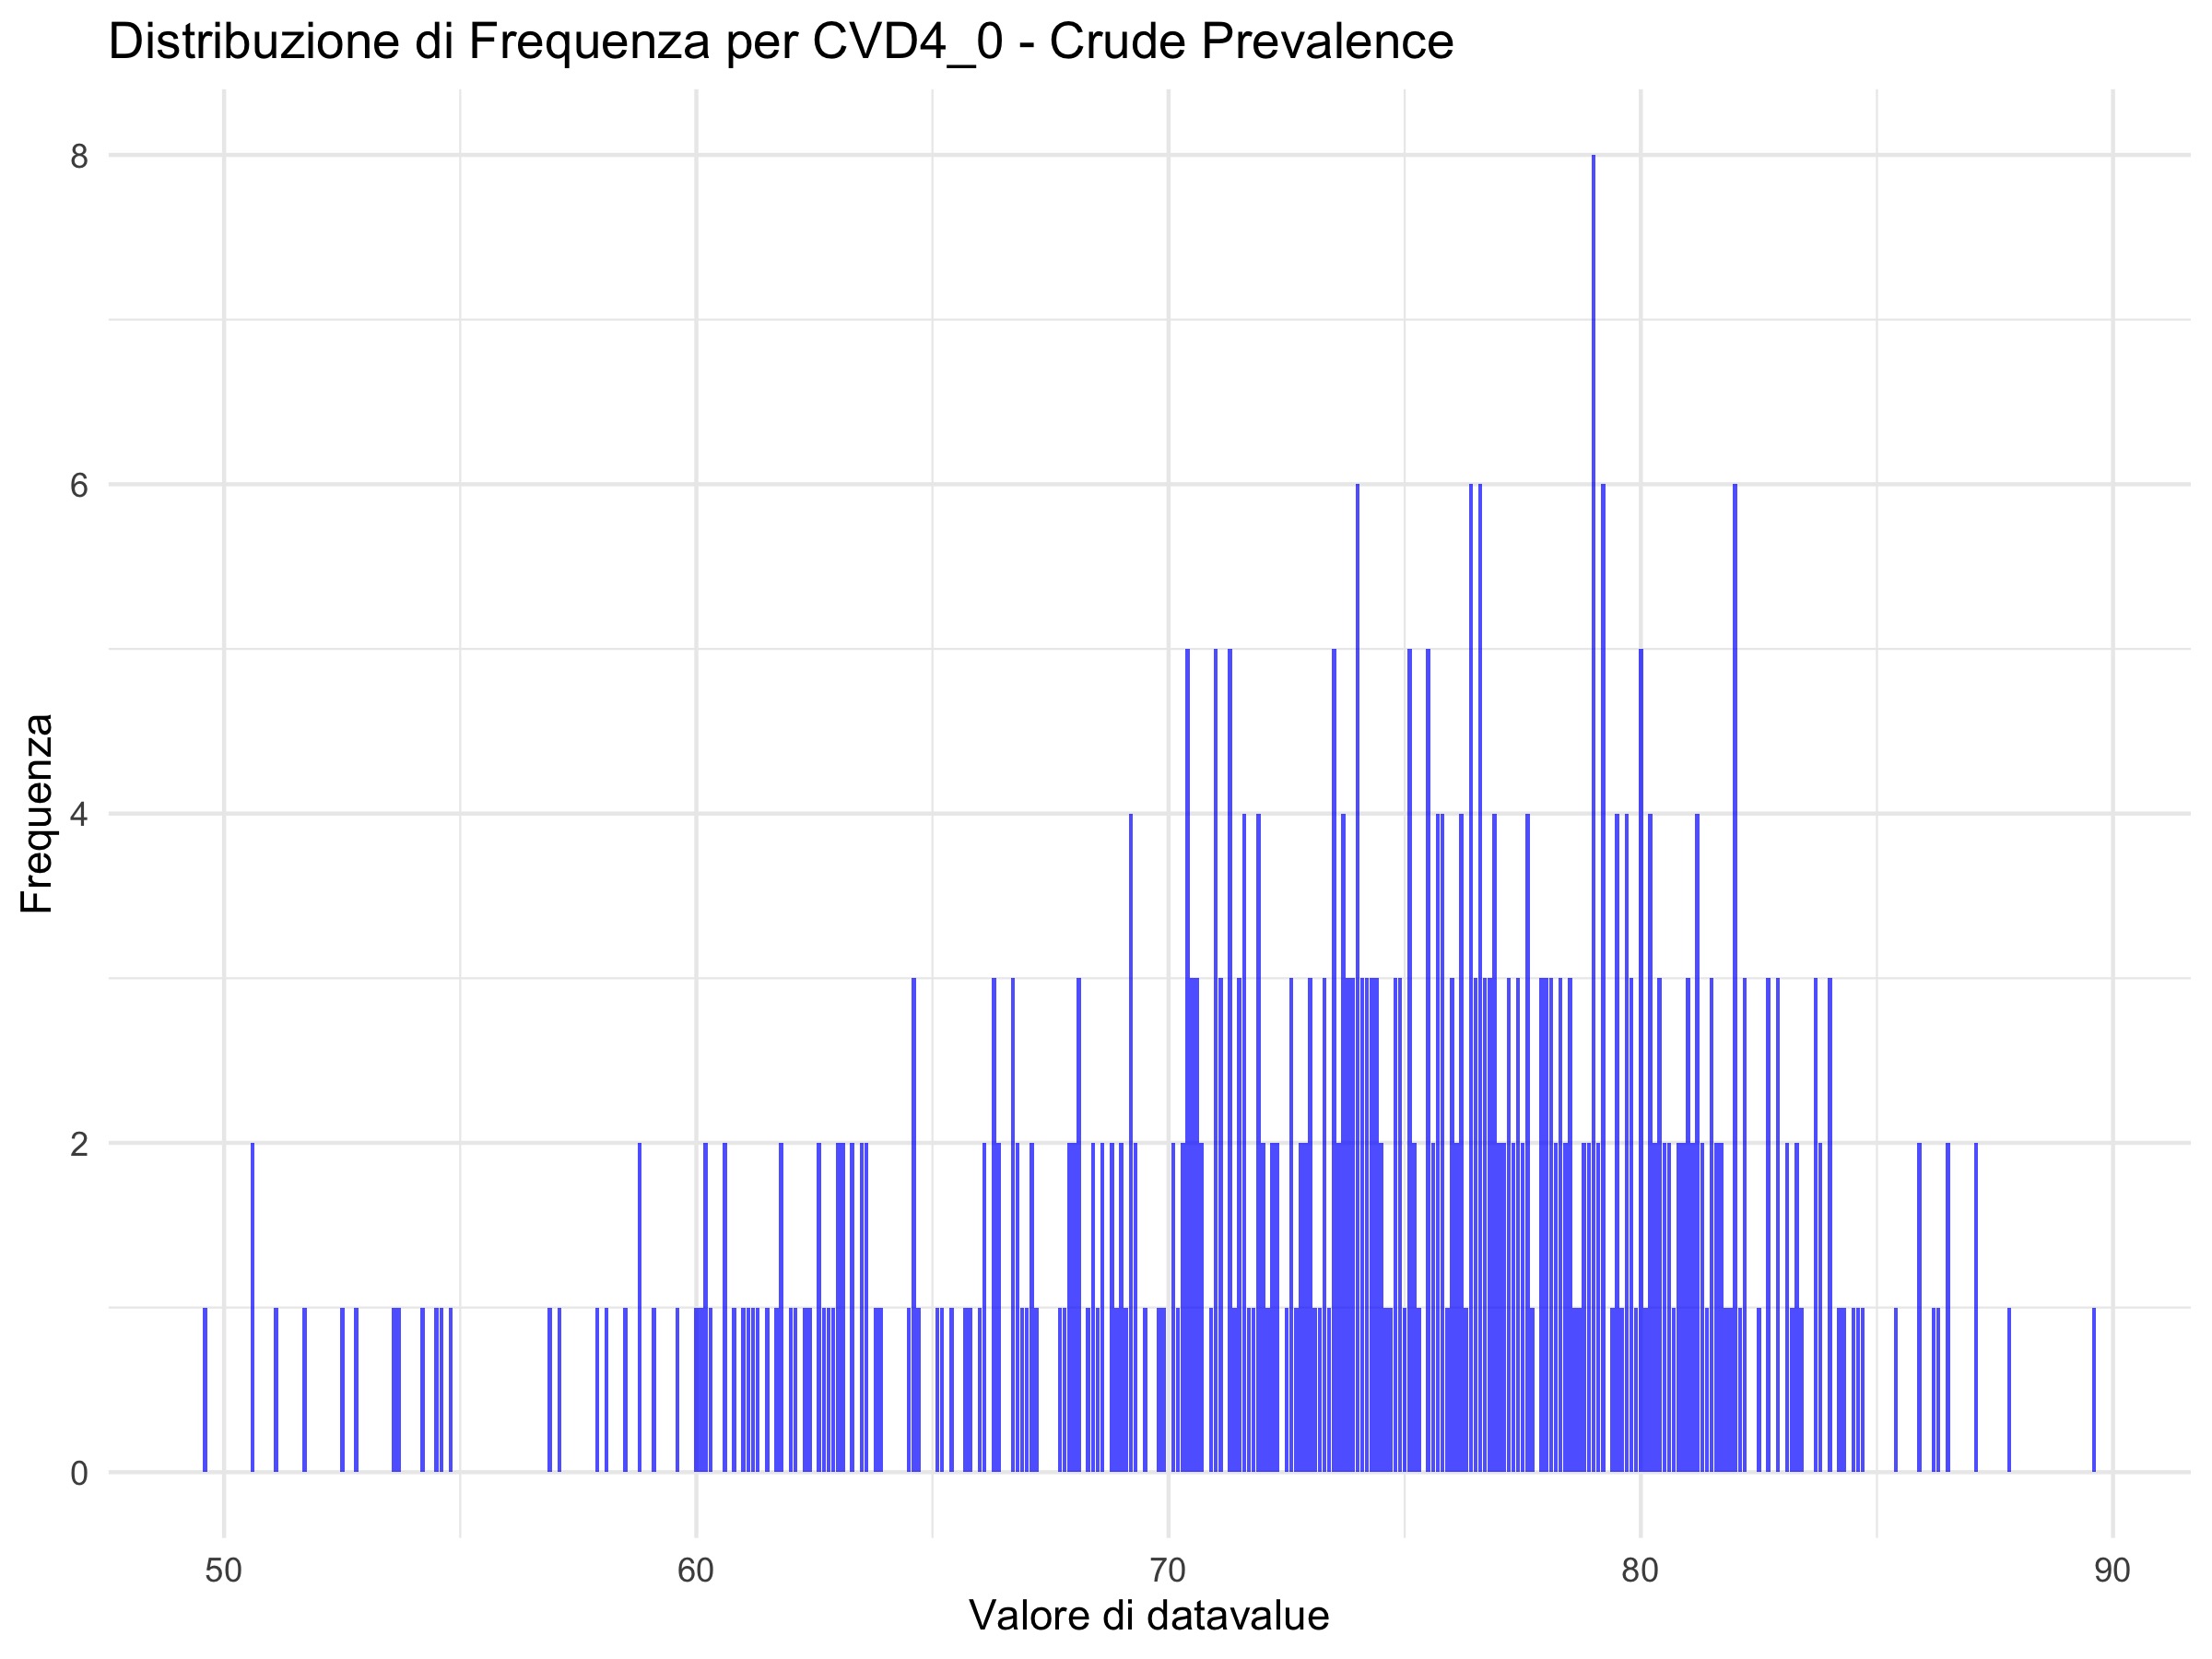 Distribuzione di Frequenza per CVD4_0 - Crude Prevalence
8
6
4
2
0
Frequenza
50 60 70 80 90
Valore di datavalue